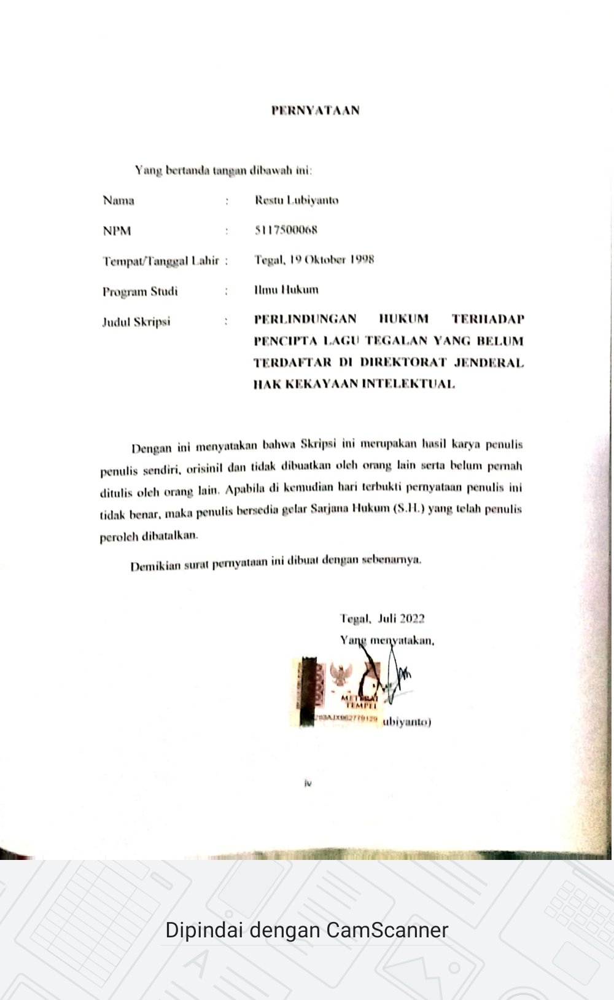 PERNYATAAN
Yang bertanda tangan dibawah ini:
Nama : Restu Lubiyanto
NPM : 5117500068
Tempat/Tanggal Lahir : Tegal, 19 Oktober 1998
Program Studi : Ilmu Hukum
Judul Skripsi : PERLINDUNGAN HUKUM TERHADAP
PENCIPTA LAGU TEGALAN YANG BELUM
TERDAFTAR DI DIREKTORAT JENDERAL
HAK KEKAYAAN INTELEKTUAL
Dengan ini menyatakan bahwa Skripsi ini merupakan hasil karya penulis
penulis sendiri, orisinil dan tidak dibuatkan oleh orang lain serta belum pernah
ditulis oleh orang lain. Apabila di kemudian hari terbukti pernyataan penulis ini
tidak benar, maka penulis bersedia gelar Sarjana Hukum (S.H.) yang telah penulis
peroleh dibatalkan.
Demikian surat pernyataan ini dibuat dengan sebenarnya.
Tegal, Juli 2022
Yang menyatakan,
METERAI
TEMPEL
ubiyanto)
iv
Dipindai dengan CamScanner